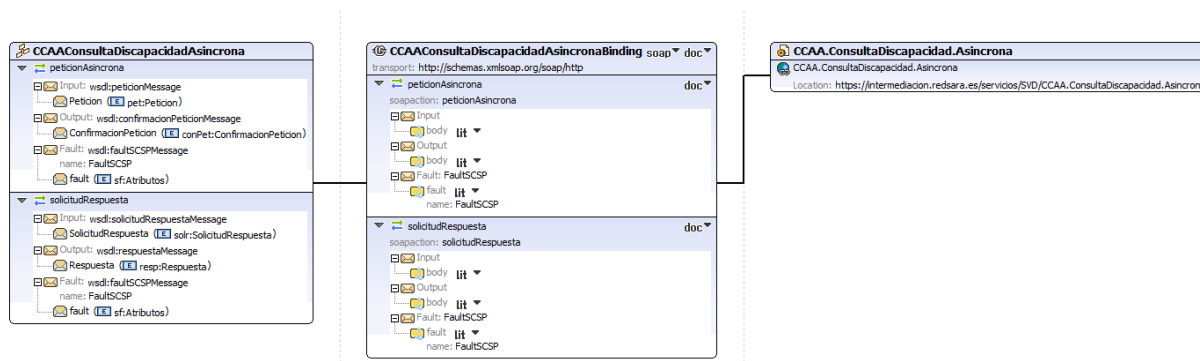 CCAAConsultaDiscapacidadAsincrona
peticionAsincrona
Input: wsdl:peticionMessage
Peticion (E pet:Peticion)
Output: wsdl:confirmacionPeticionMessage
ConfirmacionPeticion (E conPet:ConfirmacionPeticion)
Fault: wsdl:faultSCSPMessage
name: FaultSCSP
fault (E sf:Atributos)
solicitudRespuesta
Input: wsdl:solicitudRespuestaMessage
SolicitudRespuesta (E solr:SolicitudRespuesta)
Output: wsdl:respuestaMessage
Respuesta (E resp:Respuesta)
Fault: wsdl:faultSCSPMessage
name: FaultSCSP
fault (E sf:Atributos)
CCAAConsultaDiscapacidadAsincronaBinding soap doc
transport: http://schemas.xmlsoap.org/soap/http
peticionAsincrona doc
soapaction: peticionAsincrona
Input
body lit
Output
body lit
Fault: FaultSCSP
fault lit
name: FaultSCSP
solicitudRespuesta doc
soapaction: solicitudRespuesta
Input
body lit
Output
body lit
Fault: FaultSCSP
fault lit
name: FaultSCSP
CCAA.ConsultaDiscapacidad.Asincrona
CCAA.ConsultaDiscapacidad.Asincrona
Location: https://intermediacion.redsara.es/servicios/SVD/CCAA.ConsultaDiscapacidad.Asincron